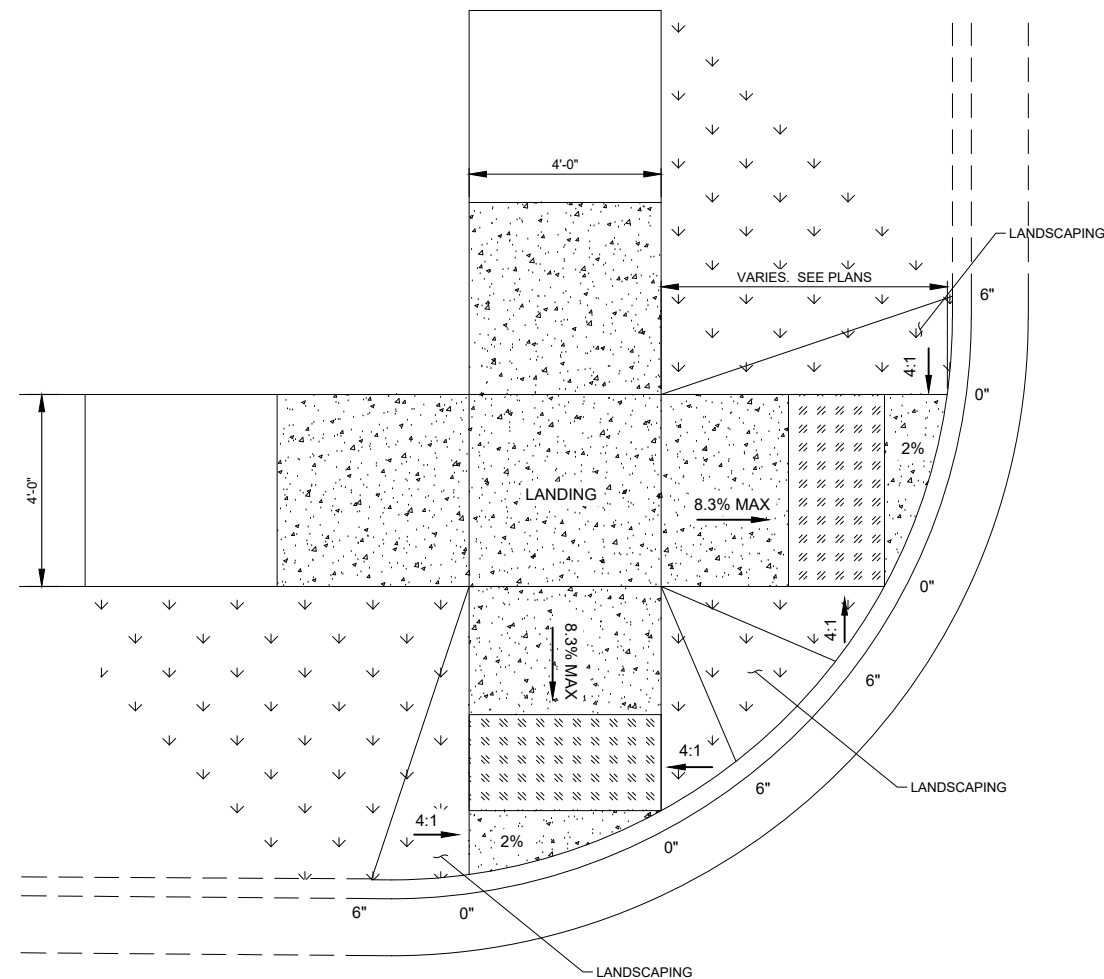 4'-0"
LANDSCAPING
VARIES. SEE PLANS
6"
4:1
0"
4'-0"
2%
LANDING
8.3% MAX
0"
4:1
8.3% MAX
6"
4:1
6"
LANDSCAPING
4:1
2%
0"
6"
0"
LANDSCAPING